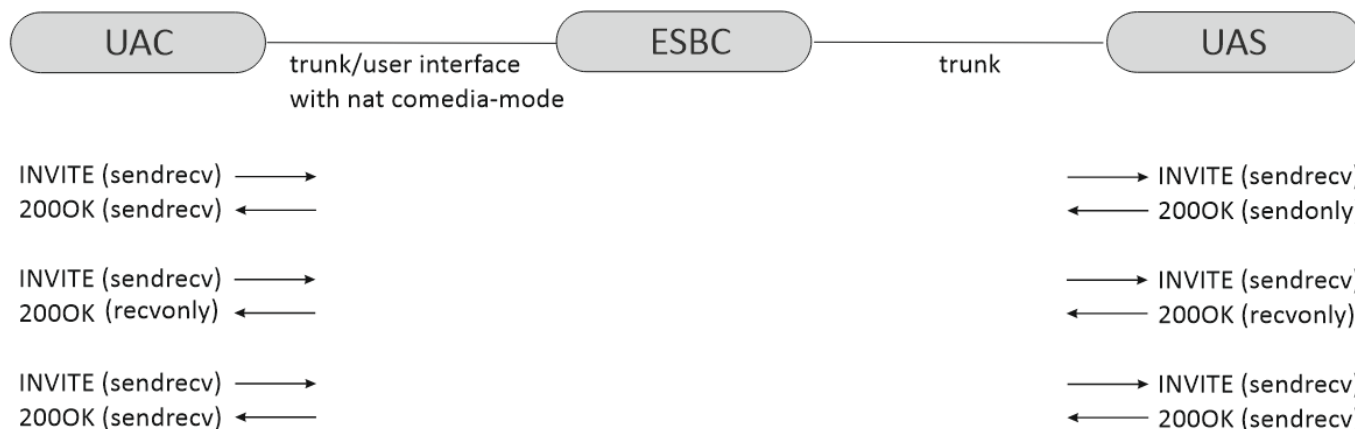 UAC
ESBC
UAS
trunk/user interface
with nat comedia-mode
trunk
INVITE (sendrecv)
INVITE (sendrecv)
200OK (sendrecv)
200OK (sendonly
INVITE (sendrecv)
INVITE (sendrecv)
200OK (recvonly)
200OK (recvonly)
INVITE (sendrecv)
INVITE (sendrecv)
200OK (sendrecv)
200OK (sendrecv)